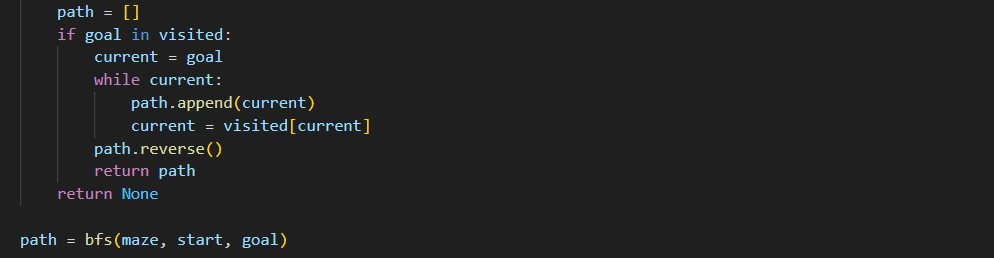 path = []
if goal in visited:
current = goal
while current:
path.append(current)
current = visited[current]
path.reverse()
return path
return None
path = bfs(maze, start, goal)